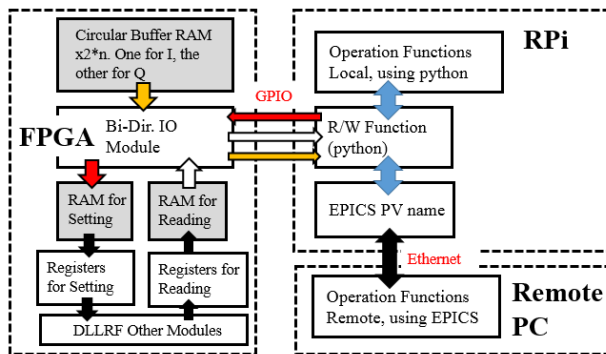 Circular Buffer RAM
x2*n. One for I, the
other for Q
FPGA
Bi-Dir. IO
Module
RAM for
Setting
RAM for
Reading
Registers
for Setting
Registers for
Reading
DLLRF Other Modules
GPIO
RPi
Operation Functions
Local, using python
R/W Function
(python)
EPICS PV name
Ethernet
Operation Functions
Remote, using EPICS
Remote
PC